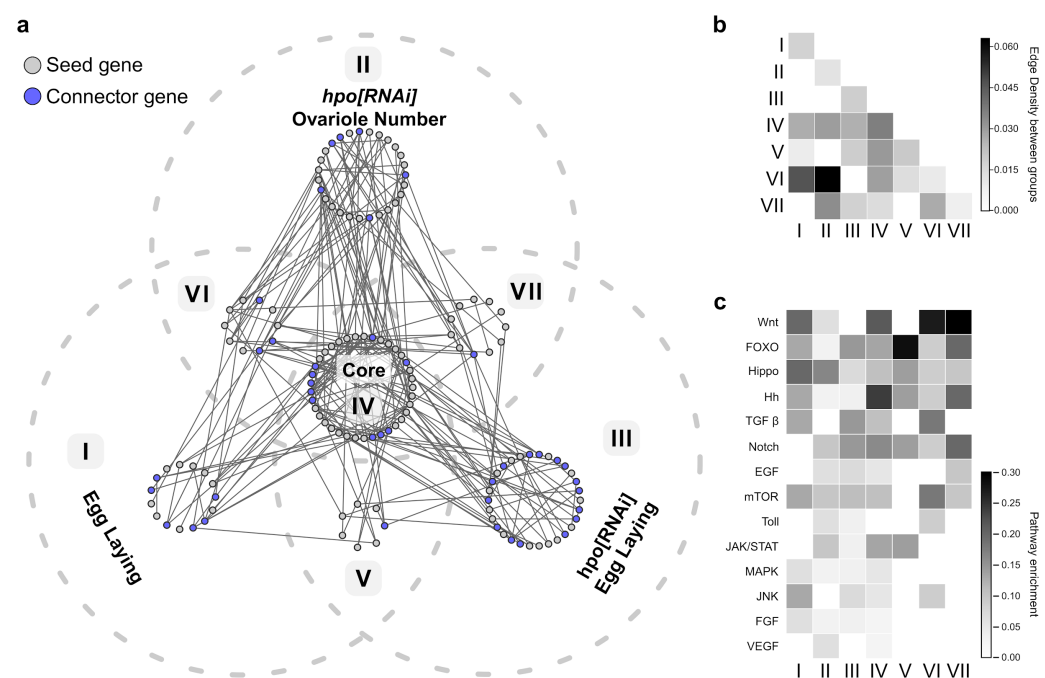 a
Seed gene
Connector gene
II
hpo[RNAi]
Ovariole Number
VI
VII
Core
IV
I
Egg Laying
III
hpo[RNAi]
Egg Laying
V
b
I
II
III
IV
V
VI
VII
I II III IV V VI VII
0.060
0.045
0.030
0.015
0.000
Edge Density between groups
c
Wnt
FOXO
Hippo
Hh
TGF β
Notch
EGF
mTOR
Toll
JAK/STAT
MAPK
JNK
FGF
VEGF
I II III IV V VI VII
0.30
0.25
0.20
0.15
0.10
0.05
0.00
Pathway enrichment